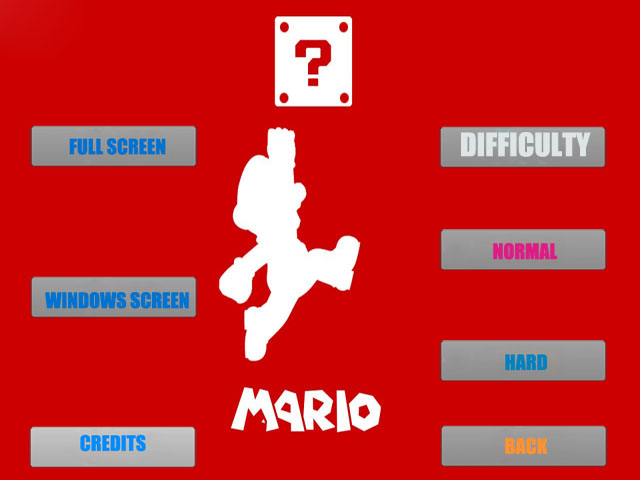 ?
FULL SCREEN
DIFFICULTY
NORMAL
WINDOWS SCREEN
HARD
MARIO
CREDITS
BACK